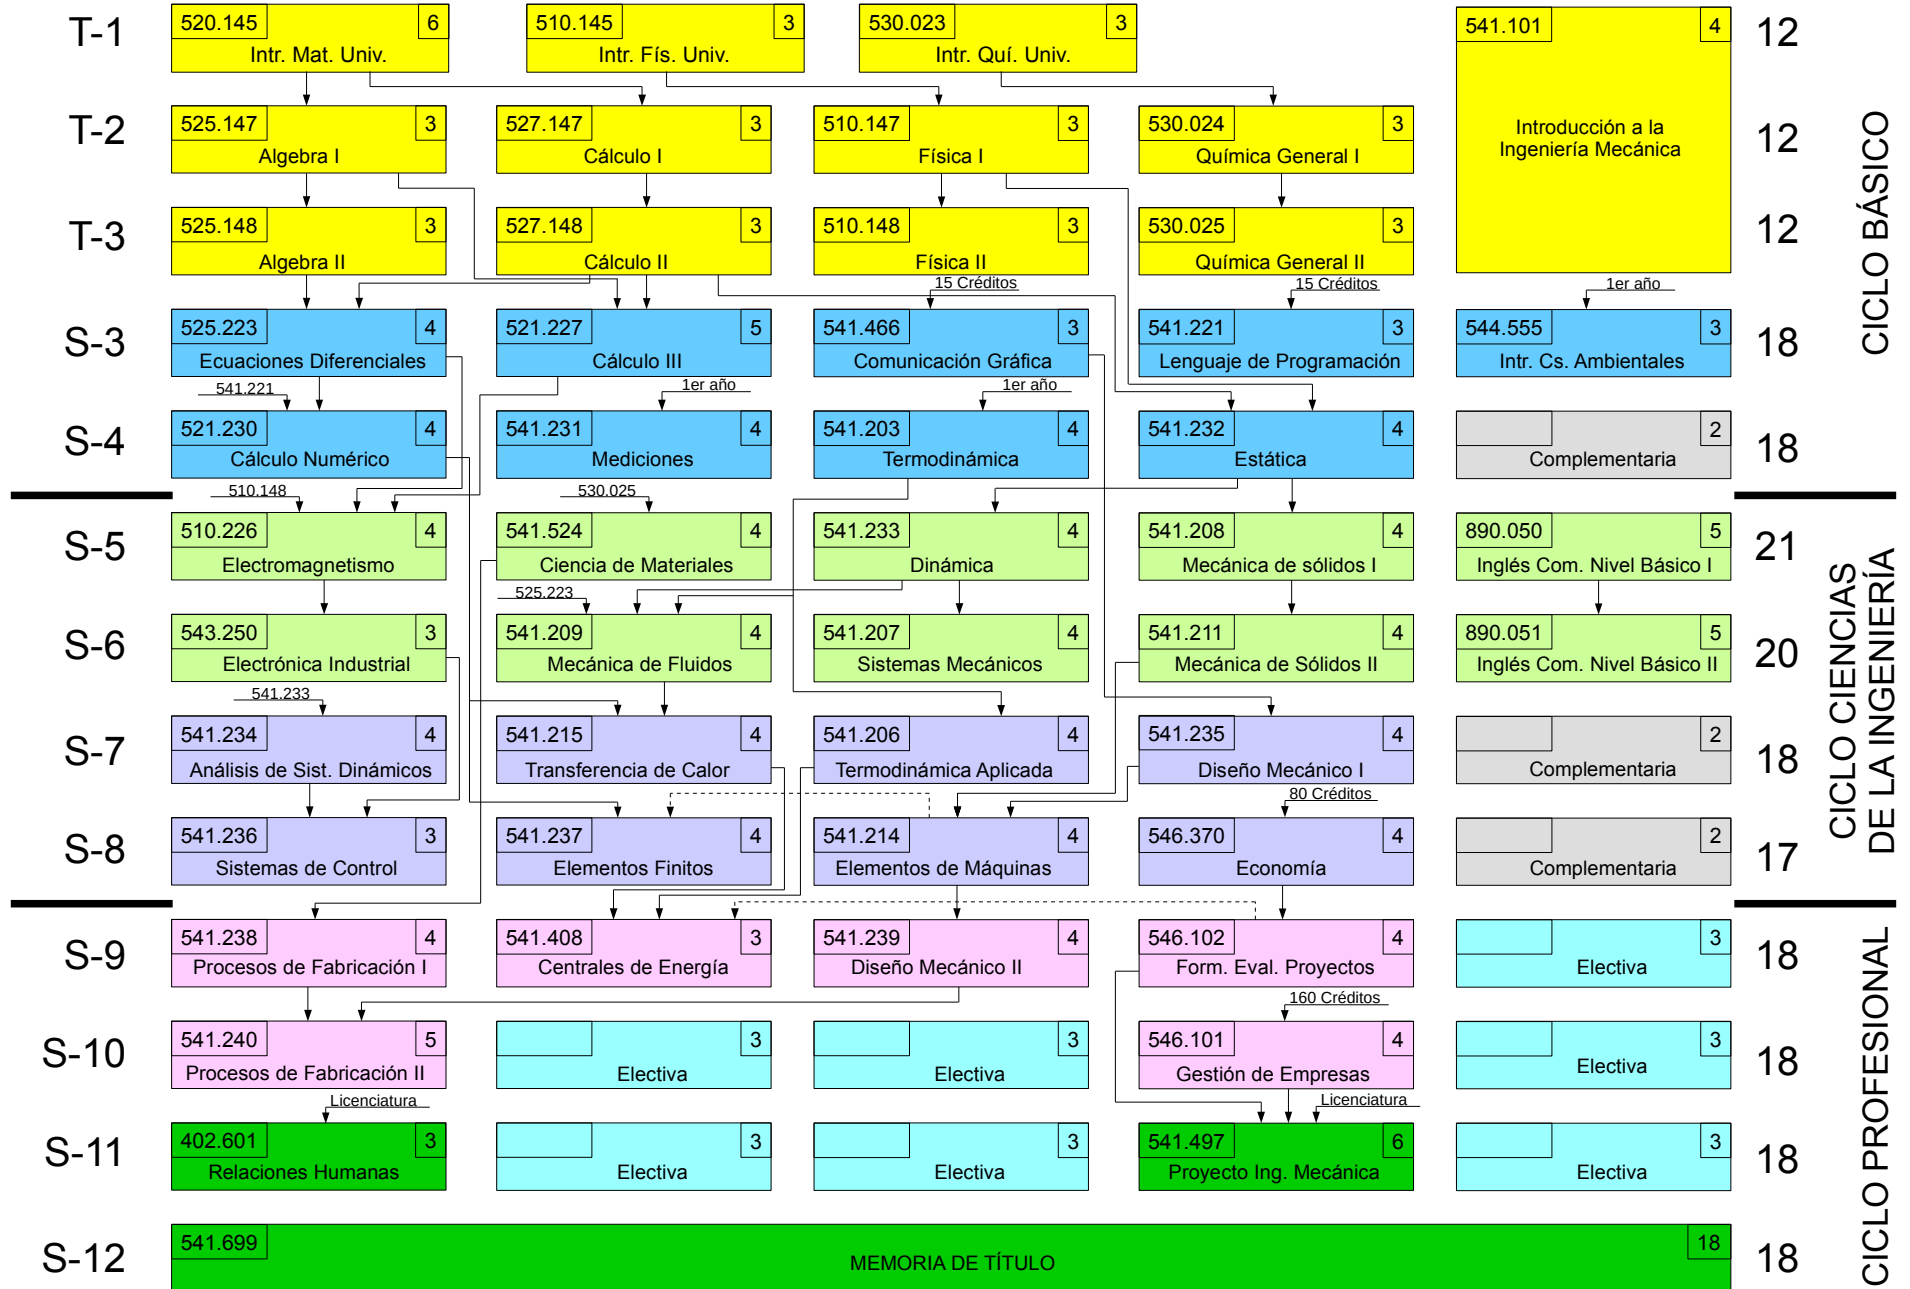 T-1
520.145
6
Intr. Mat. Univ.
510.145
3
Intr. Fís. Univ.
530.023
3
Intr. Quí. Univ.
541.101
4
Introducción a la
Ingeniería Mecánica
12
T-2
525.147
3
Algebra I
527.147
3
Cálculo I
510.147
3
Física I
530.024
3
Química General I
12
T-3
525.148
3
Algebra II
527.148
3
Cálculo II
510.148
3
Física II
530.025
3
Química General II
12
CICLO BÁSICO
15 Créditos
15 Créditos
1er año
S-3
525.223
4
Ecuaciones Diferenciales
521.227
5
Cálculo III
541.466
3
Comunicación Gráfica
541.221
3
Lenguaje de Programación
544.555
3
Intr. Cs. Ambientales
18
541.221
1er año
1er año
S-4
521.230
4
Cálculo Numérico
541.231
4
Mediciones
541.203
4
Termodinámica
541.232
4
Estática
2
Complementaria
18
510.148
530.025
S-5
510.226
4
Electromagnetismo
541.524
4
Ciencia de Materiales
541.233
4
Dinámica
541.208
4
Mecánica de sólidos I
890.050
5
Inglés Com. Nivel Básico I
21
525.223
S-6
543.250
3
Electrónica Industrial
541.209
4
Mecánica de Fluidos
541.207
4
Sistemas Mecánicos
541.211
4
Mecánica de Sólidos II
890.051
5
Inglés Com. Nivel Básico II
20
CICLO CIENCIAS
DE LA INGENIERÍA
541.233
S-7
541.234
4
Análisis de Sist. Dinámicos
541.215
4
Transferencia de Calor
541.206
4
Termodinámica Aplicada
541.235
4
Diseño Mecánico I
2
Complementaria
18
80 Créditos
S-8
541.236
3
Sistemas de Control
541.237
4
Elementos Finitos
541.214
4
Elementos de Máquinas
546.370
4
Economía
2
Complementaria
17
S-9
541.238
4
Procesos de Fabricación I
541.408
3
Centrales de Energía
541.239
4
Diseño Mecánico II
546.102
4
Form. Eval. Proyectos
3
Electiva
18
160 Créditos
S-10
541.240
5
Procesos de Fabricación II
3
Electiva
3
Electiva
546.101
4
Gestión de Empresas
3
Electiva
18
CICLO PROFESIONAL
Licenciatura
Licenciatura
S-11
402.601
3
Relaciones Humanas
3
Electiva
3
Electiva
541.497
6
Proyecto Ing. Mecánica
3
Electiva
18
S-12
541.699
18
MEMORIA DE TÍTULO
18